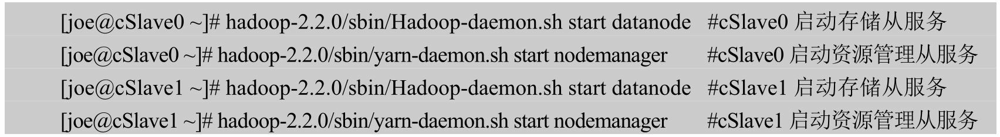 [joe@cSlave0 ~]# hadoop-2.2.0/sbin/Hadoop-daemon.sh start datanode #cSlave0 启动存储从服务
[joe@cSlave0 ~]# hadoop-2.2.0/sbin/yarn-daemon.sh start nodemanager #cSlave0 启动资源管理从服务
[joe@cSlave1 ~]# hadoop-2.2.0/sbin/Hadoop-daemon.sh start datanode #cSlave1 启动存储从服务
[joe@cSlave1 ~]# hadoop-2.2.0/sbin/yarn-daemon.sh start nodemanager #cSlave1 启动资源管理从服务